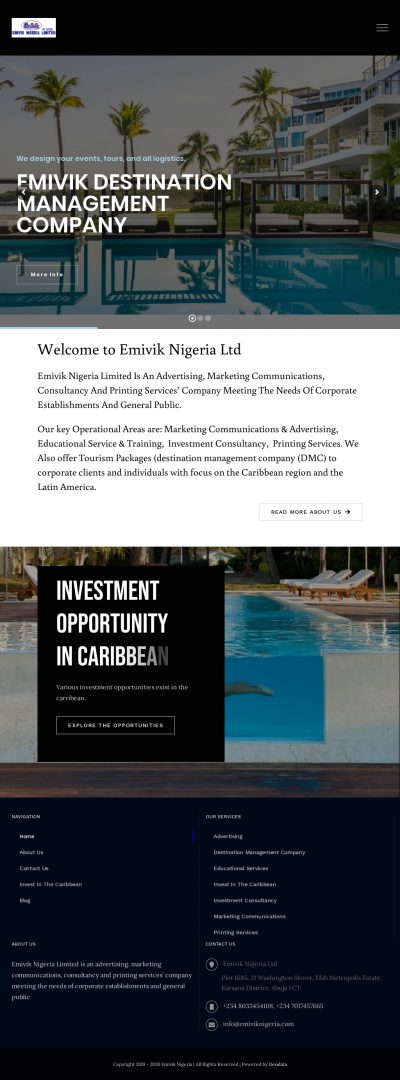 EMIVIK NIGERIA LIMITED
We design your events, tours, and all logistics.
EMIVIK DESTINATION
MANAGEMENT
COMPANY
More Info
Welcome to Emivik Nigeria Ltd
Emivik Nigeria Limited Is An Advertising, Marketing Communications,
Consultancy And Printing Services' Company Meeting The Needs Of Corporate
Establishments And General Public.
Our key Operational Areas are: Marketing Communications & Advertising,
Educational Service & Training, Investment Consultancy, Printing Services. We
Also offer Tourism Packages (destination management company (DMC) to
corporate clients and individuals with focus on the Caribbean region and the
Latin America.
READ MORE ABOUT US
INVESTMENT
OPPORTUNITY
IN CARIBBEAN
Various investment opportunities exist in the
carribean.
EXPLORE THE OPPORTUNITIES
NAVIGATION
Home
About Us
Contact Us
Invest In The Caribbean
Blog
OUR SERVICES
Advertising
Destination Management Company
Educational Services
Invest In The Caribbean
Investment Consultancy
Marketing Communications
Printing Services
ABOUT US
Emivik Nigeria Limited is an advertising, marketing
communications, consultancy and printing services' company
meeting the needs of corporate establishments and general
public
CONTACT US
Emivik Nigeria Ltd
Plot 1685, 21 Washington Street, Efab Metropolis Estate,
Karsana District, Abuja FCT
+234 8033454108, +234 7017457665
info@emiviknigeria.com
Copyright 2019 - 2020 Emivik Nigeria | All Rights Reserved | Powered by Deodata